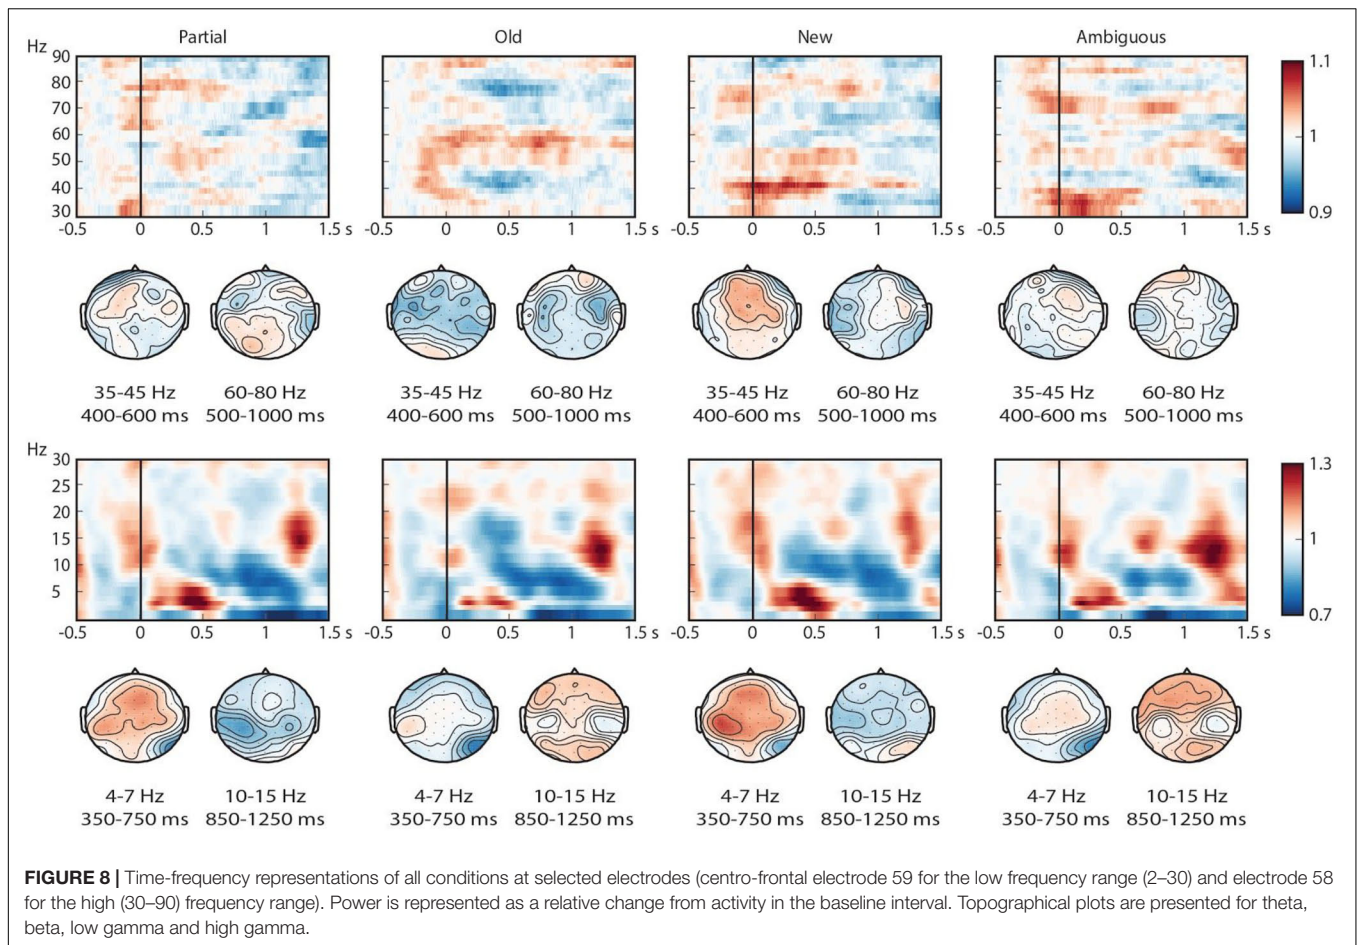 Partial Old New Ambiguous
Hz
90 80 70 60 50 40 30
1.1 1 0.9
-0.5 0 0.5 1 1.5 s -0.5 0 0.5 1 1.5 s -0.5 0 0.5 1 1.5 s -0.5 0 0.5 1 1.5 s
35-45 Hz 60-80 Hz 35-45 Hz 60-80 Hz 35-45 Hz 60-80 Hz 35-45 Hz 60-80 Hz
400-600 ms 500-1000 ms 400-600 ms 500-1000 ms 400-600 ms 500-1000 ms 400-600 ms 500-1000 ms
Hz
30 25 20 15 10 5
1.3 1 0.7
-0.5 0 0.5 1 1.5 s -0.5 0 0.5 1 1.5 s -0.5 0 0.5 1 1.5 s -0.5 0 0.5 1 1.5 s
4-7 Hz 10-15 Hz 4-7 Hz 10-15 Hz 4-7 Hz 10-15 Hz 4-7 Hz 10-15 Hz
350-750 ms 850-1250 ms 350-750 ms 850-1250 ms 350-750 ms 850-1250 ms 350-750 ms 850-1250 ms
FIGURE 8 | Time-frequency representations of all conditions at selected electrodes (centro-frontal electrode 59 for the low frequency range (2–30) and electrode 58
for the high (30–90) frequency range). Power is represented as a relative change from activity in the baseline interval. Topographical plots are presented for theta,
beta, low gamma and high gamma.